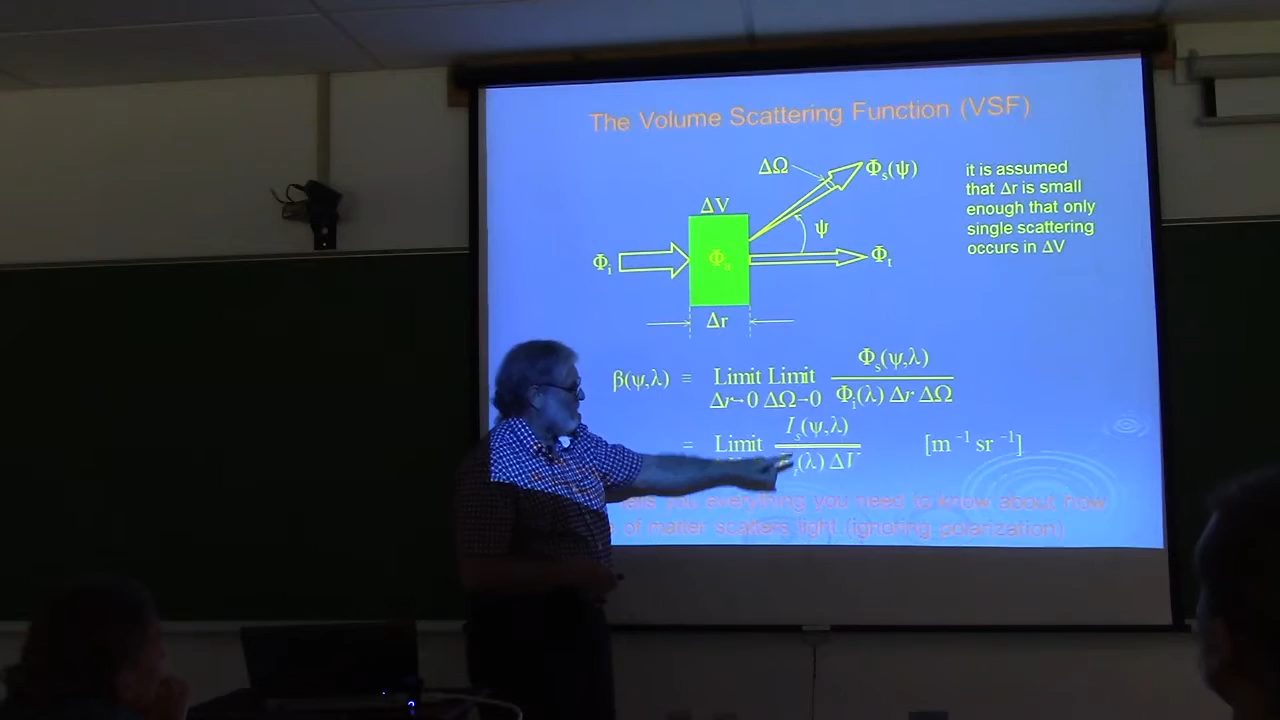 The Volume Scattering Function (VSF)
ΔΩ
Φs(ψ)
it is assumed
that Δr is small
enough that only
single scattering
occurs in ΔV
ΔV
ψ
Φi
Φt
Δr
β(ψ,λ) ≡ Limit Limit Φs(ψ,λ)
Δr→0 ΔΩ→0 Φi(λ) Δr ΔΩ
= Limit Is(ψ,λ) [m⁻¹ sr⁻¹]
(λ) ΔV
tells you everything you need to know about how
of matter scatters light (ignoring polarization)